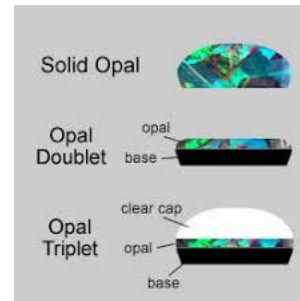 Solid Opal
Opal
Doublet
opal
base
Opal
Triplet
clear cap
opal
base